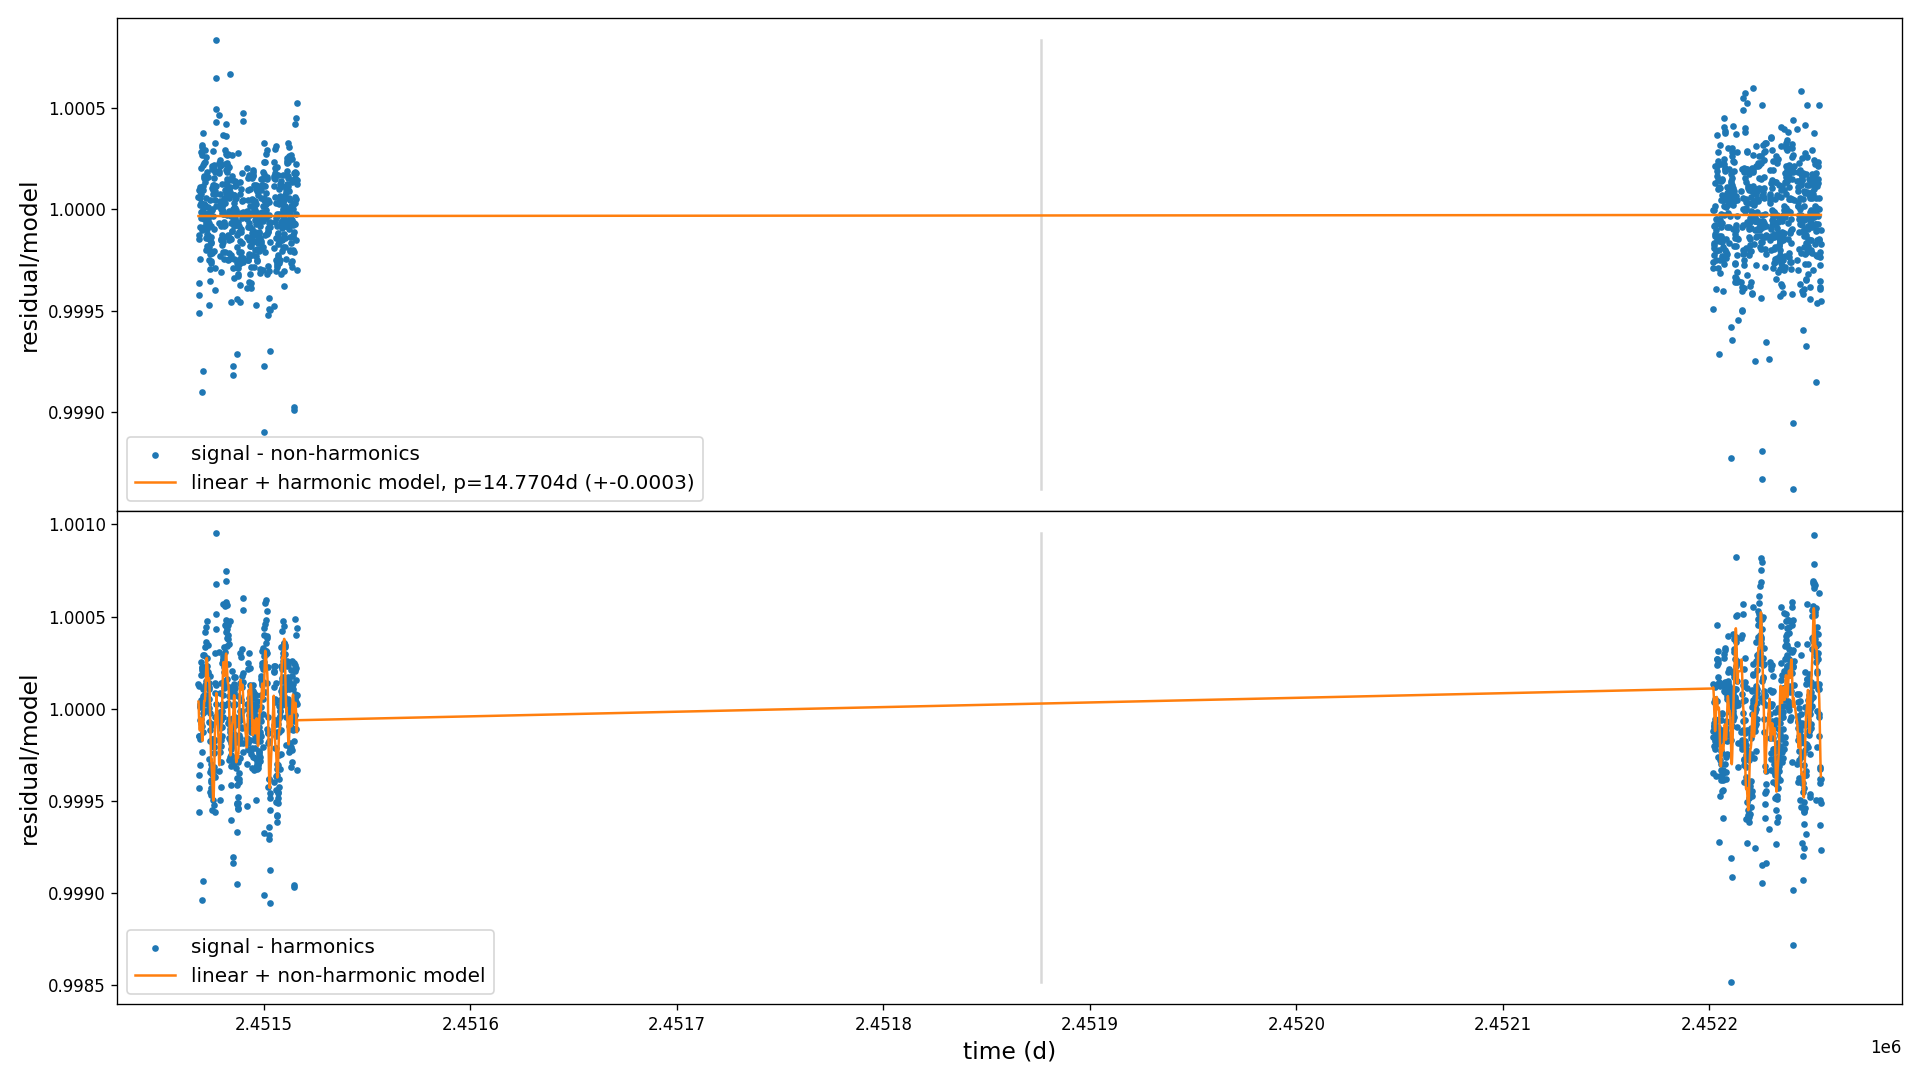 residual/model
1.0005
1.0000
0.9995
0.9990
signal - non-harmonics
linear + harmonic model, p=14.7704d (+-0.0003)
residual/model
1.0010
1.0005
1.0000
0.9995
0.9990
0.9985
signal - harmonics
linear + non-harmonic model
2.4515 2.4516 2.4517 2.4518 2.4519 2.4520 2.4521 2.4522
time (d)
1e6